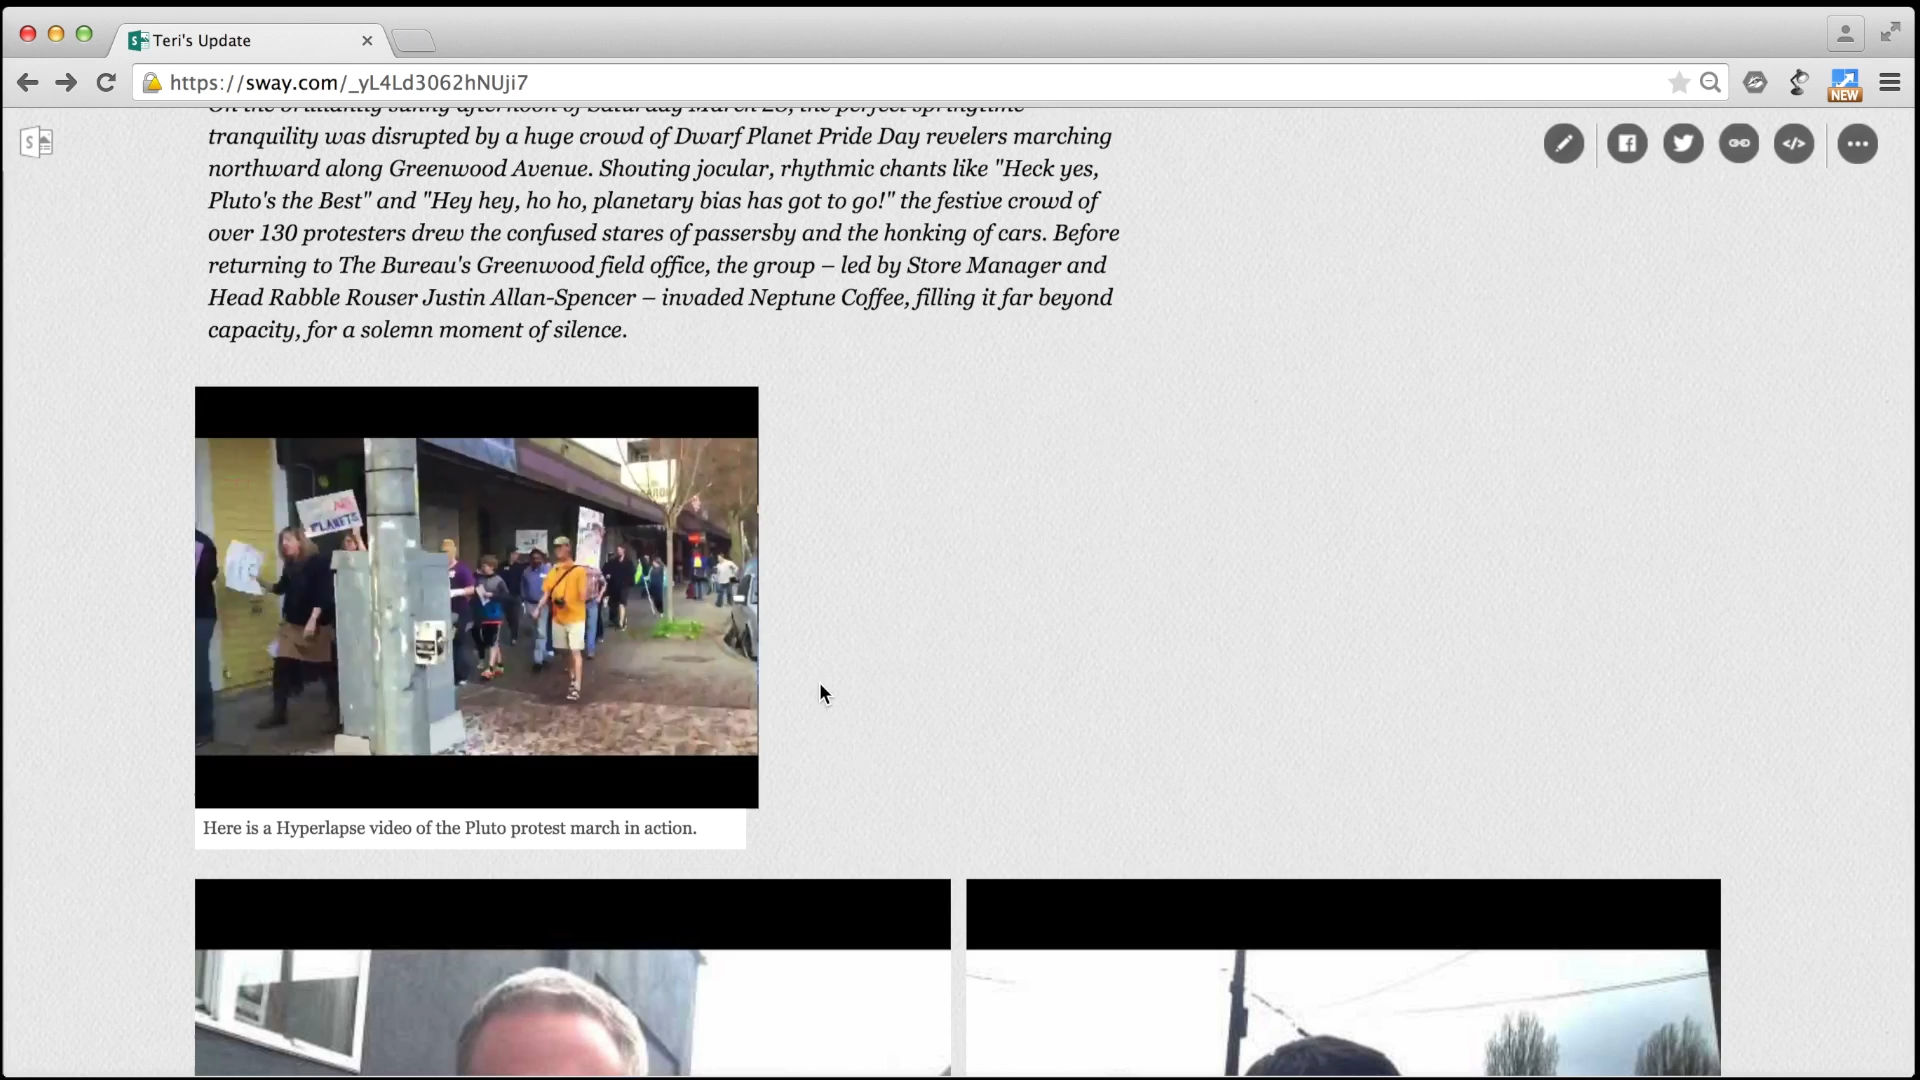 Teri's Update
https://sway.com/_yL4Ld3062hNUji7
NEW
On the brilliantly sunny afternoon of Saturday March 28, the perfect springtime
tranquility was disrupted by a huge crowd of Dwarf Planet Pride Day revelers marching
northward along Greenwood Avenue. Shouting jocular, rhythmic chants like "Heck yes,
Pluto's the Best" and "Hey hey, ho ho, planetary bias has got to go!" the festive crowd of
over 130 protesters drew the confused stares of passersby and the honking of cars. Before
returning to The Bureau's Greenwood field office, the group – led by Store Manager and
Head Rabble Rouser Justin Allan-Spencer – invaded Neptune Coffee, filling it far beyond
capacity, for a solemn moment of silence.
PLANETS
Here is a Hyperlapse video of the Pluto protest march in action.